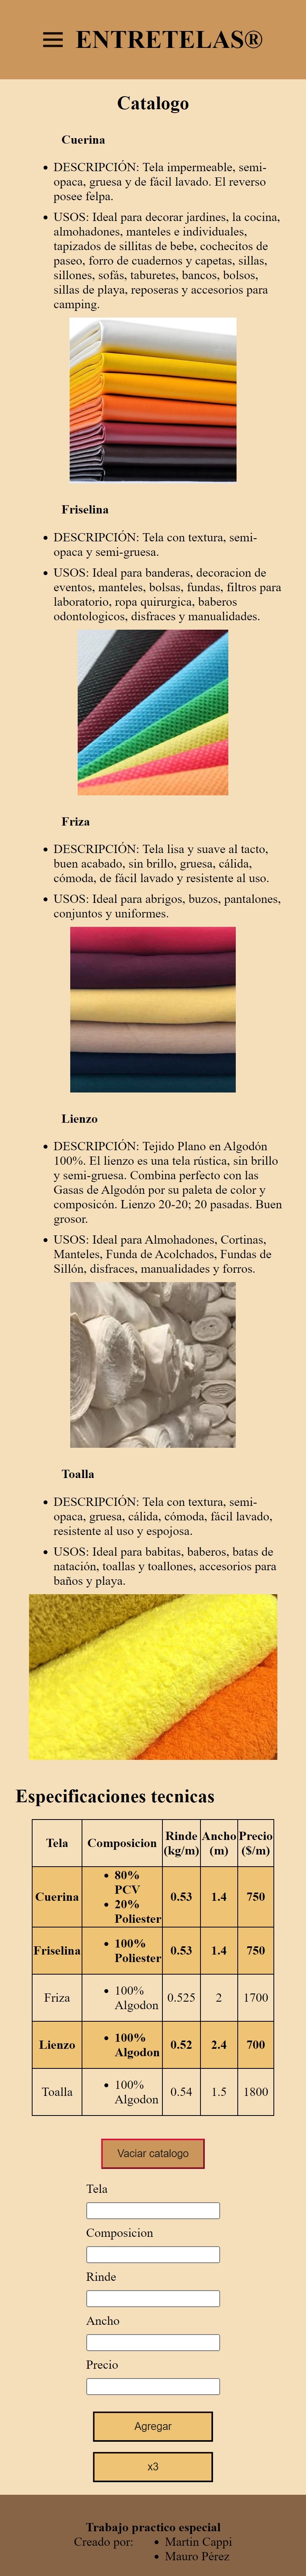 ENTRETELAS®
Catalogo
Cuerina
• DESCRIPCIÓN: Tela impermeable, semi-
opaca, gruesa y de fácil lavado. El reverso
posee felpa.
• USOS: Ideal para decorar jardines, la cocina,
almohadones, manteles e individuales,
tapizados de sillitas de bebe, cochecitos de
paseo, forro de cuadernos y capetas, sillas,
sillones, sofás, taburetes, bancos, bolsos,
sillas de playa, reposeras y accesorios para
camping.
Friselina
• DESCRIPCIÓN: Tela con textura, semi-
opaca y semi-gruesa.
• USOS: Ideal para banderas, decoracion de
eventos, manteles, bolsas, fundas, filtros para
laboratorio, ropa quirurgica, baberos
odontologicos, disfraces y manualidades.
Friza
• DESCRIPCIÓN: Tela lisa y suave al tacto,
buen acabado, sin brillo, gruesa, cálida,
cómoda, de fácil lavado y resistente al uso.
• USOS: Ideal para abrigos, buzos, pantalones,
conjuntos y uniformes.
Lienzo
• DESCRIPCIÓN: Tejido Plano en Algodón
100%. El lienzo es una tela rústica, sin brillo
y semi-gruesa. Combina perfecto con las
Gasas de Algodón por su paleta de color y
composicón. Lienzo 20-20; 20 pasadas. Buen
grosor.
• USOS: Ideal para Almohadones, Cortinas,
Manteles, Funda de Acolchados, Fundas de
Sillón, disfraces, manualidades y forros.
Toalla
• DESCRIPCIÓN: Tela con textura, semi-
opaca, gruesa, cálida, cómoda, fácil lavado,
resistente al uso y espojosa.
• USOS: Ideal para babitas, baberos, batas de
natación, toallas y toallones, accesorios para
baños y playa.
Especificaciones tecnicas
Tela Composicion Rinde (kg/m) Ancho (m) Precio ($/m)
Cuerina • 80% PCV • 20% Poliester 0.53 1.4 750
Friselina • 100% Poliester 0.53 1.4 750
Friza • 100% Algodon 0.525 2 1700
Lienzo • 100% Algodon 0.52 2.4 700
Toalla • 100% Algodon 0.54 1.5 1800
Vaciar catalogo
Tela
Composicion
Rinde
Ancho
Precio
Agregar
x3
Trabajo practico especial
Creado por: • Martin Cappi
• Mauro Pérez